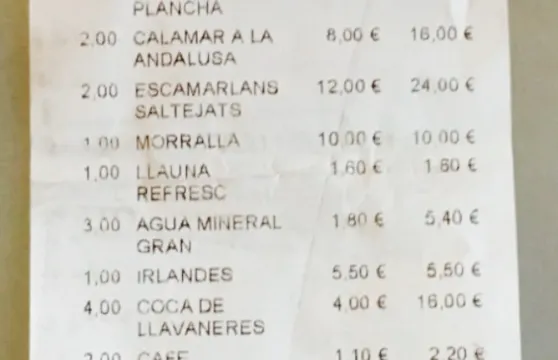 PLANCHA
2.00 CALAMAR A LA 8,00 € 16,00 €
ANDALUSA
2,00 ESCAMARLANS 12,00 € 24,00 €
SALTEJATS
1.00 MORRALLA 10,00 € 10,00 €
1,00 LLAUNA 1,60 € 1,60 €
REFRESC
3.00 AGUA MINERAL 1,80 € 5,40 €
GRAN
1,00 IRLANDES 5,50 € 5,50 €
4,00 COCA DE 4,00 € 16,00 €
LLAVANERES
2,00 CAFE 1,10 € 2,20 €